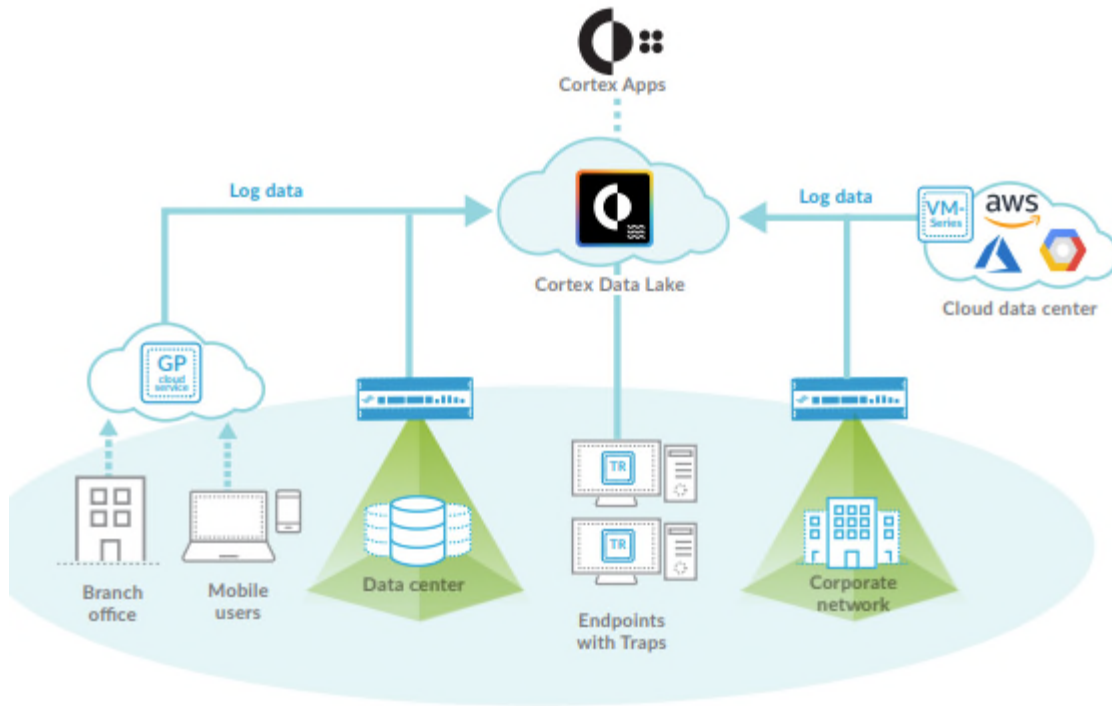 Cortex Apps
Log data
Log data
VM-
Series
aws
Cortex Data Lake
Cloud data center
GP
cloud
service
TR
TR
Branch
office
Mobile
users
Data center
Endpoints
with Traps
Corporate
network